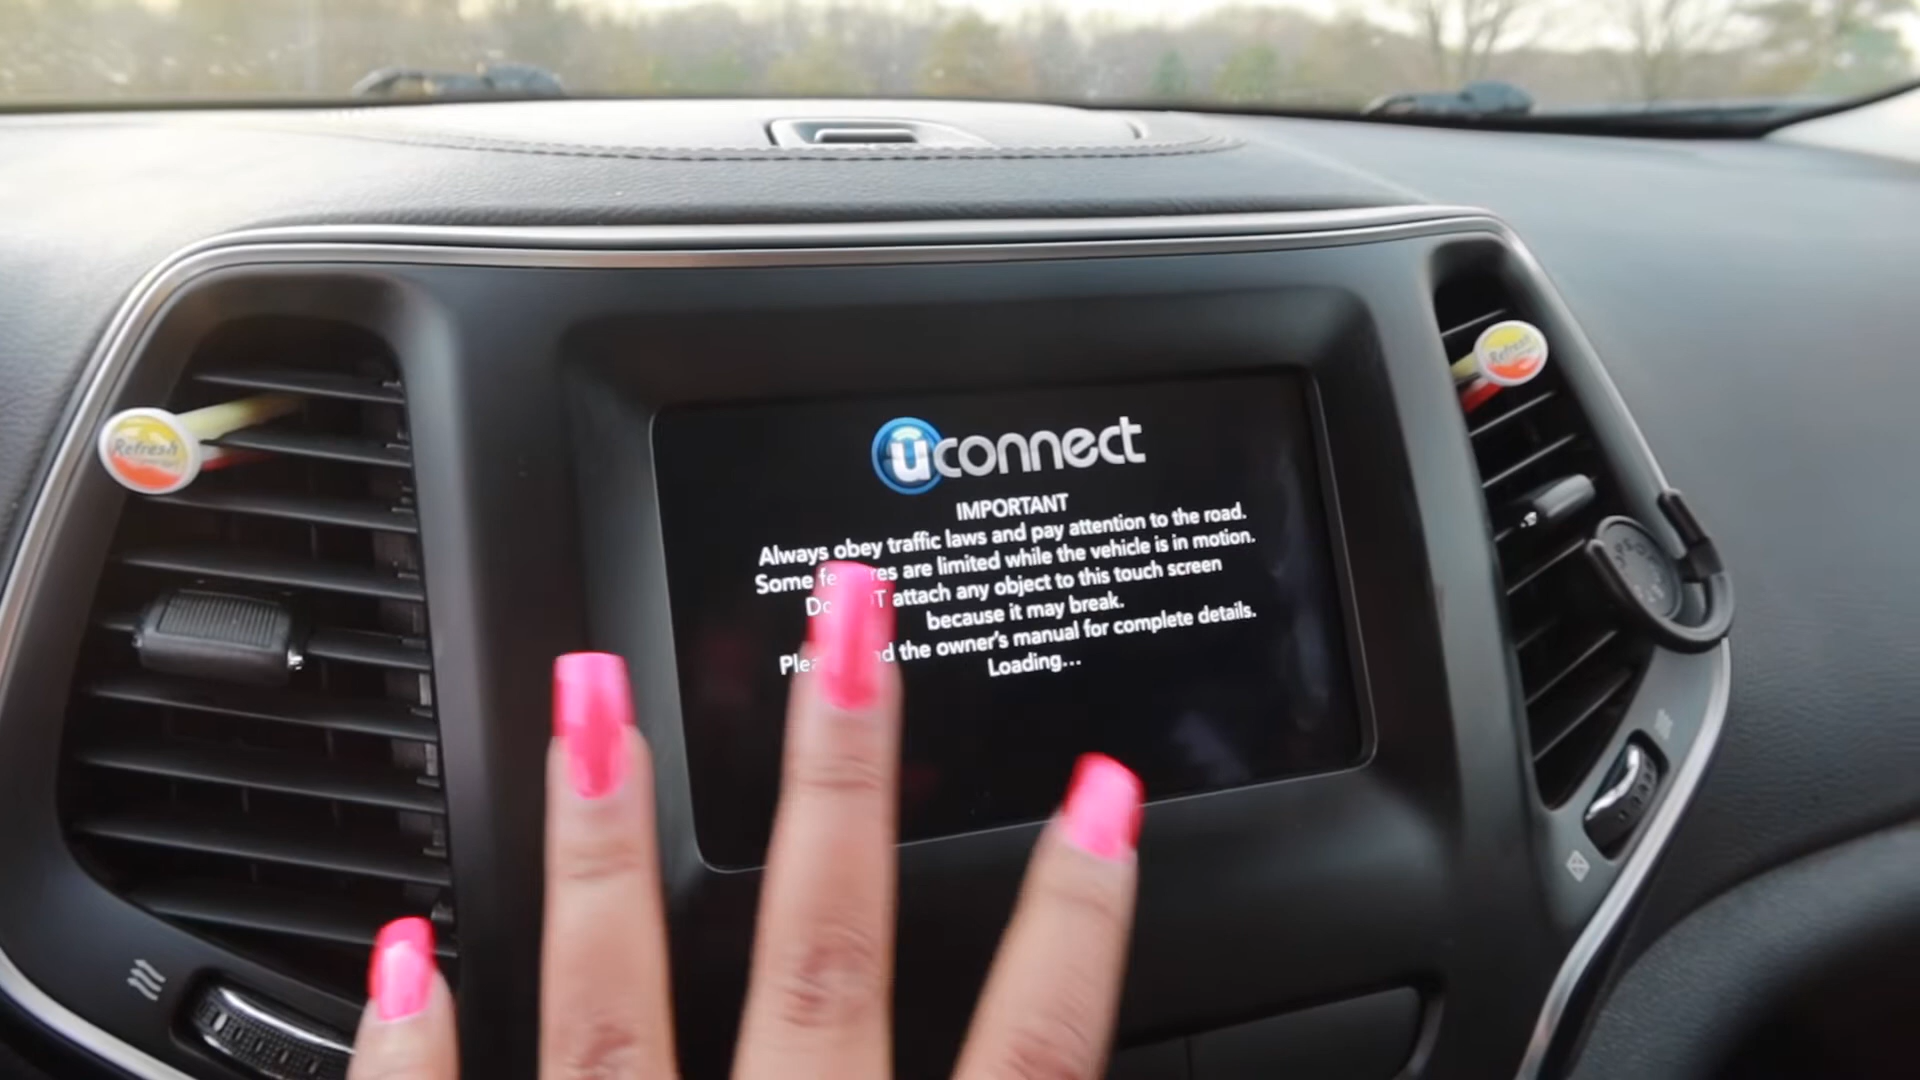 uconnect
IMPORTANT
Always obey traffic laws and pay attention to the road.
Some are limited while the vehicle is in motion.
attach any object to this touch screen
because it may break.
the owner's manual for complete details.
Loading...
Refresh
Refresh